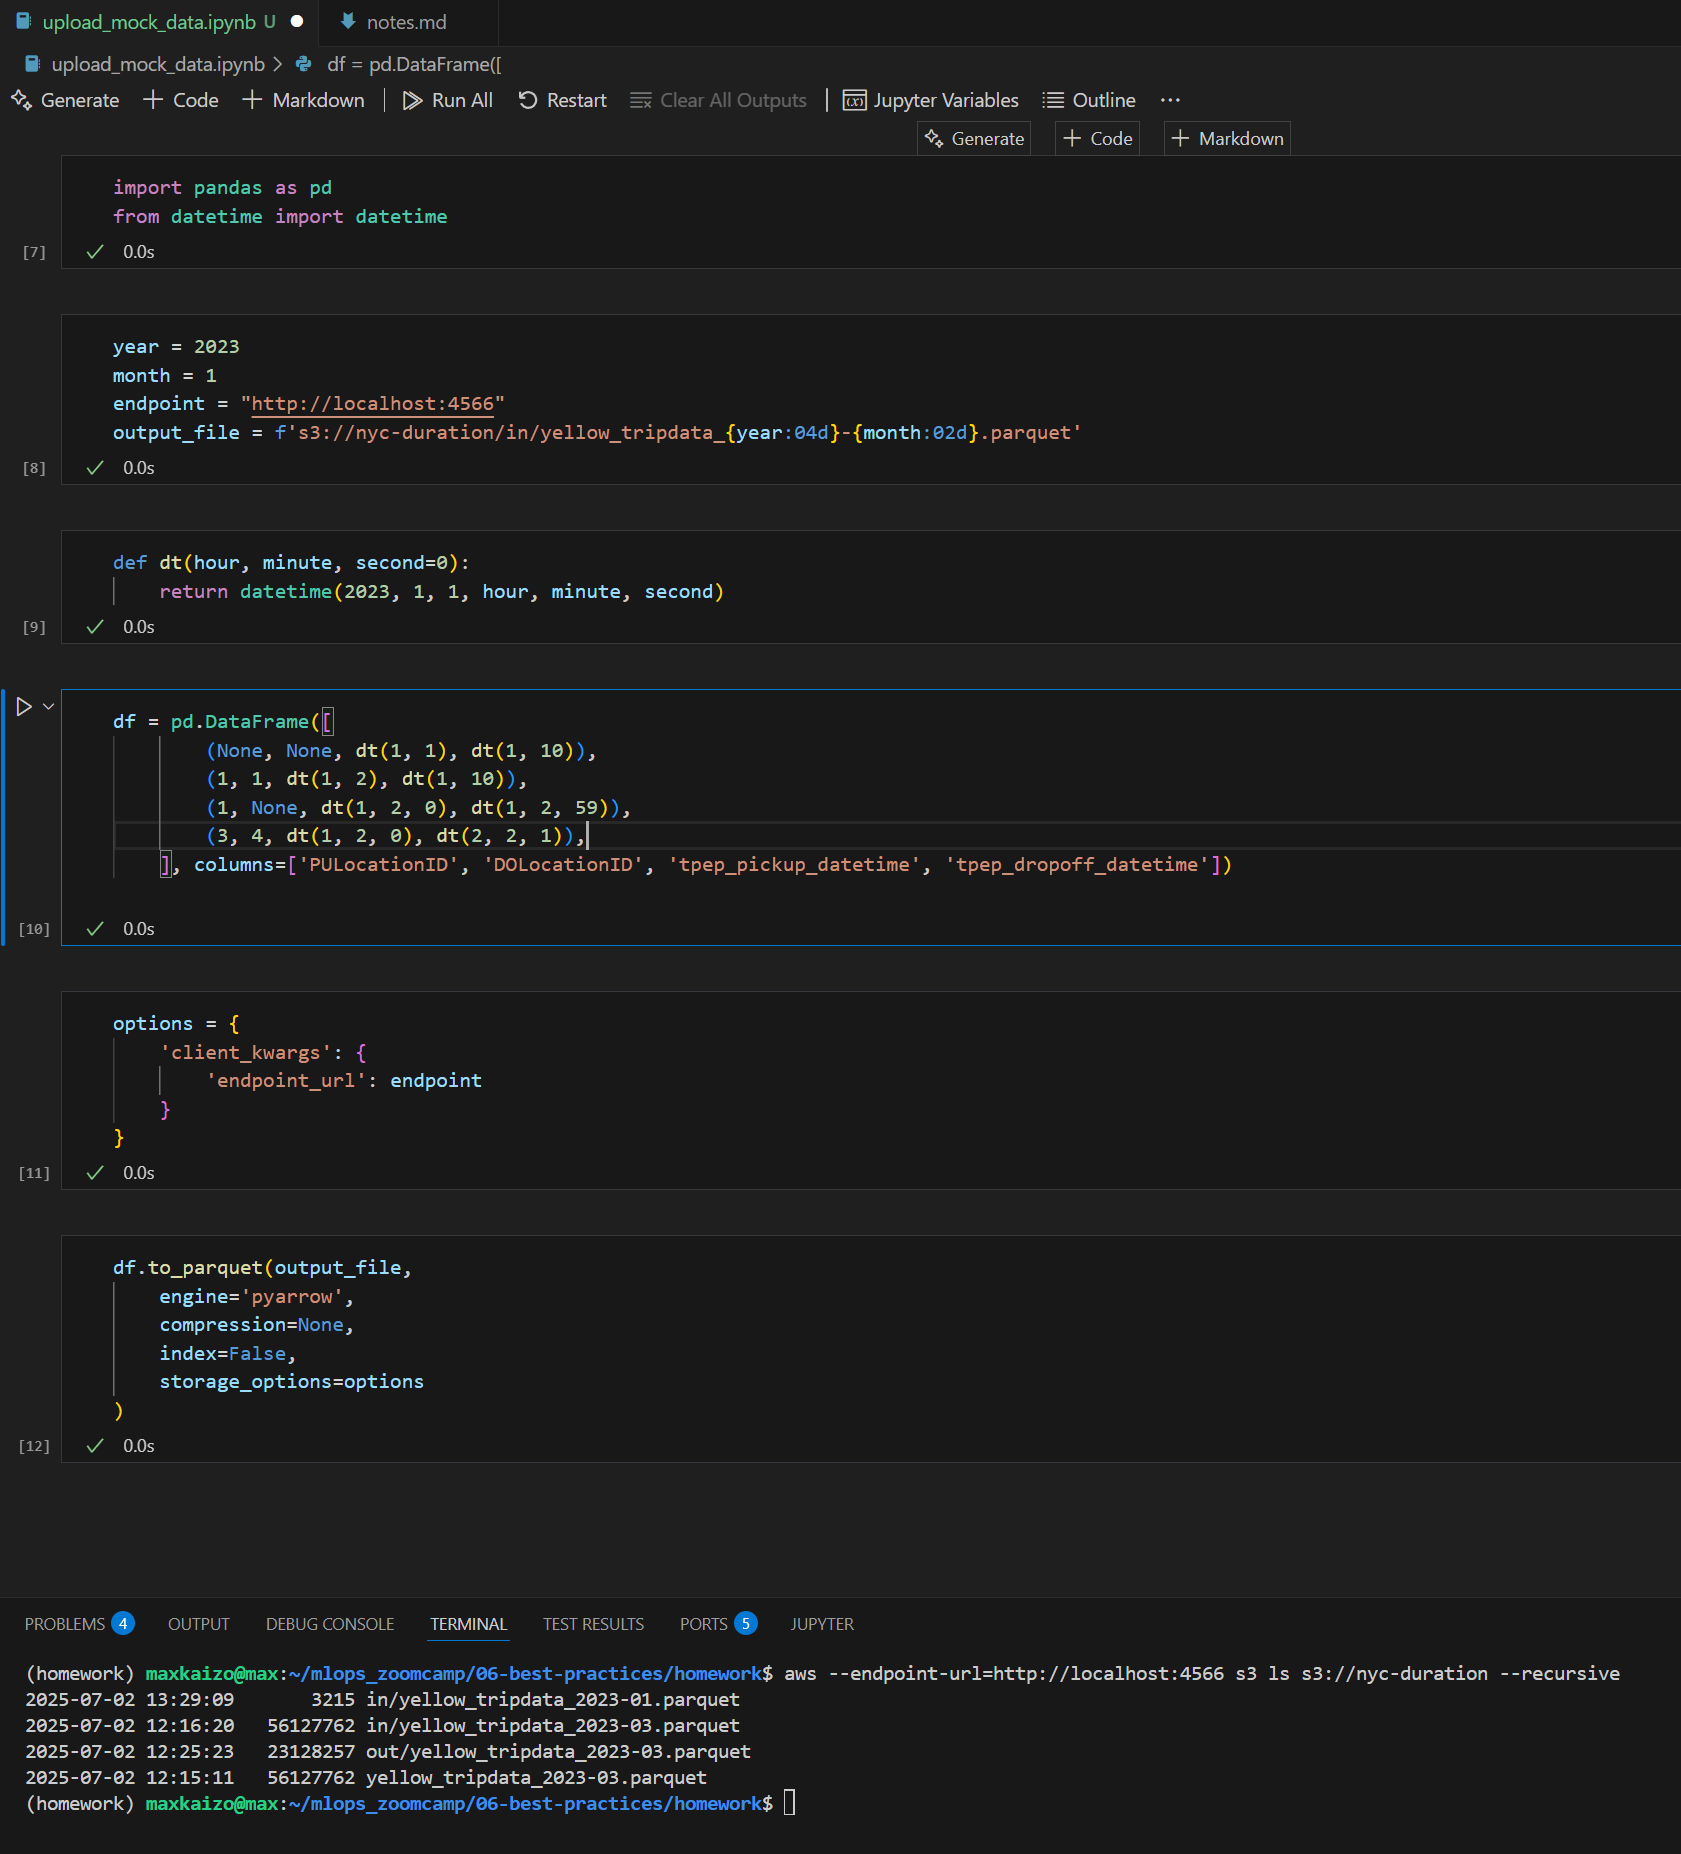 upload_mock_data.ipynb U notes.md
upload_mock_data.ipynb > df = pd.DataFrame([
Generate + Code + Markdown | Run All Restart Clear All Outputs | Jupyter Variables Outline ...
Generate + Code + Markdown
import pandas as pd
from datetime import datetime
[7] 0.0s
year = 2023
month = 1
endpoint = "http://localhost:4566"
output_file = f's3://nyc-duration/in/yellow_tripdata_{year:04d}-{month:02d}.parquet'
[8] 0.0s
def dt(hour, minute, second=0):
    return datetime(2023, 1, 1, hour, minute, second)
[9] 0.0s
df = pd.DataFrame([
        (None, None, dt(1, 1), dt(1, 10)),
        (1, 1, dt(1, 2), dt(1, 10)),
        (1, None, dt(1, 2, 0), dt(1, 2, 59)),
        (3, 4, dt(1, 2, 0), dt(2, 2, 1)),
    ], columns=['PULocationID', 'DOLocationID', 'tpep_pickup_datetime', 'tpep_dropoff_datetime'])
[10] 0.0s
options = {
    'client_kwargs': {
        'endpoint_url': endpoint
    }
}
[11] 0.0s
df.to_parquet(output_file,
    engine='pyarrow',
    compression=None,
    index=False,
    storage_options=options
)
[12] 0.0s
PROBLEMS 4 OUTPUT DEBUG CONSOLE TERMINAL TEST RESULTS PORTS 5 JUPYTER
(homework) maxkaizo@max:~/mlops_zoomcamp/06-best-practices/homework$ aws --endpoint-url=http://localhost:4566 s3 ls s3://nyc-duration --recursive
2025-07-02 13:29:09       3215 in/yellow_tripdata_2023-01.parquet
2025-07-02 12:16:20   56127762 in/yellow_tripdata_2023-03.parquet
2025-07-02 12:25:23   23128257 out/yellow_tripdata_2023-03.parquet
2025-07-02 12:15:11   56127762 yellow_tripdata_2023-03.parquet
(homework) maxkaizo@max:~/mlops_zoomcamp/06-best-practices/homework$